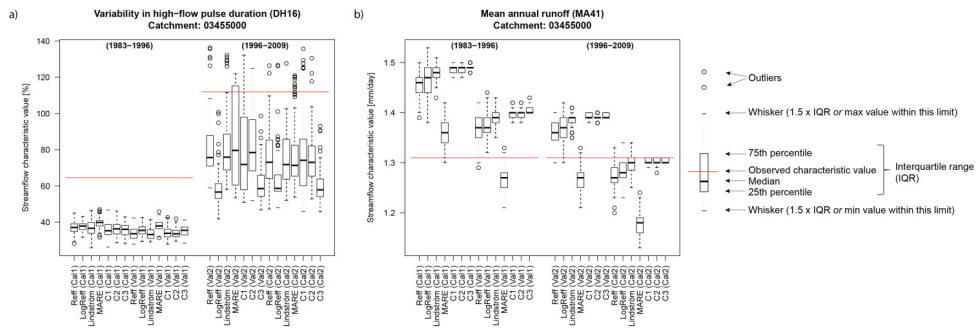 a)
Variability in high−flow pulse duration (DH16)
Catchment: 03455000
(1983−1996)
(1996−2009)
Streamflow characteristic value [%]
140
120
100
80
60
40
Reff (Cal1)
LogReff (Cal1)
Lindström (Cal1)
MARE (Cal1)
C1 (Cal1)
C2 (Cal1)
C3 (Cal1)
Reff (Val1)
LogReff (Val1)
Lindström (Val1)
MARE (Val1)
C1 (Val1)
C2 (Val1)
C3 (Val1)
Reff (Val2)
LogReff (Val2)
Lindström (Val2)
MARE (Val2)
C1 (Val2)
C2 (Val2)
C3 (Val2)
Reff (Cal2)
LogReff (Cal2)
Lindström (Cal2)
MARE (Cal2)
C1 (Cal2)
C2 (Cal2)
C3 (Cal2)
b)
Mean annual runoff (MA41)
Catchment: 03455000
(1983−1996)
(1996−2009)
Streamflow characteristic value [mm/day]
1.5
1.4
1.3
1.2
Reff (Cal1)
LogReff (Cal1)
Lindström (Cal1)
MARE (Cal1)
C1 (Cal1)
C2 (Cal1)
C3 (Cal1)
Reff (Val1)
LogReff (Val1)
Lindström (Val1)
MARE (Val1)
C1 (Val1)
C2 (Val1)
C3 (Val1)
Reff (Val2)
LogReff (Val2)
Lindström (Val2)
MARE (Val2)
C1 (Val2)
C2 (Val2)
C3 (Val2)
Reff (Cal2)
LogReff (Cal2)
Lindström (Cal2)
MARE (Cal2)
C1 (Cal2)
C2 (Cal2)
C3 (Cal2)
Outliers
Whisker (1.5 x IQR or max value within this limit)
75th percentile
Observed characteristic value
Median
25th percentile
Interquartile range
(IQR)
Whisker (1.5 x IQR or min value within this limit)